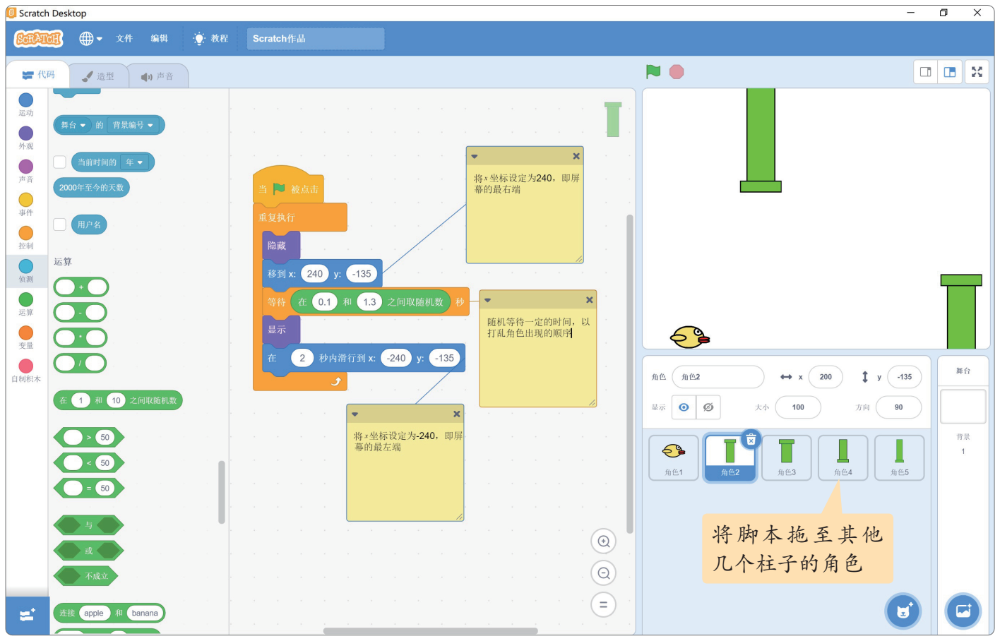 Scratch Desktop
SCRATCH
文件
编辑
教程
Scratch作品
代码
造型
声音
运动
外观
声音
事件
控制
侦测
运算
变量
自制积木
舞台 的 背景编号
当前时间的 年
2000年至今的天数
用户名
运算
+
-
*
/
在 1 和 10 之间取随机数
> 50
< 50
= 50
与
或
不成立
连接 apple 和 banana
当 被点击
重复执行
隐藏
移到 x: 240 y: -135
等待 在 0.1 和 1.3 之间取随机数 秒
显示
在 2 秒内滑行到 x: -240 y: -135
将x坐标设定为240，即屏
幕的最右端
随机等待一定的时间，以
打乱角色出现的顺序
将x坐标设定为-240，即屏
幕的最左端
角色 角色2 x 200 y -135
显示 大小 100 方向 90
角色1
角色2
角色3
角色4
角色5
舞台
背景
1
将脚本拖至其他
几个柱子的角色